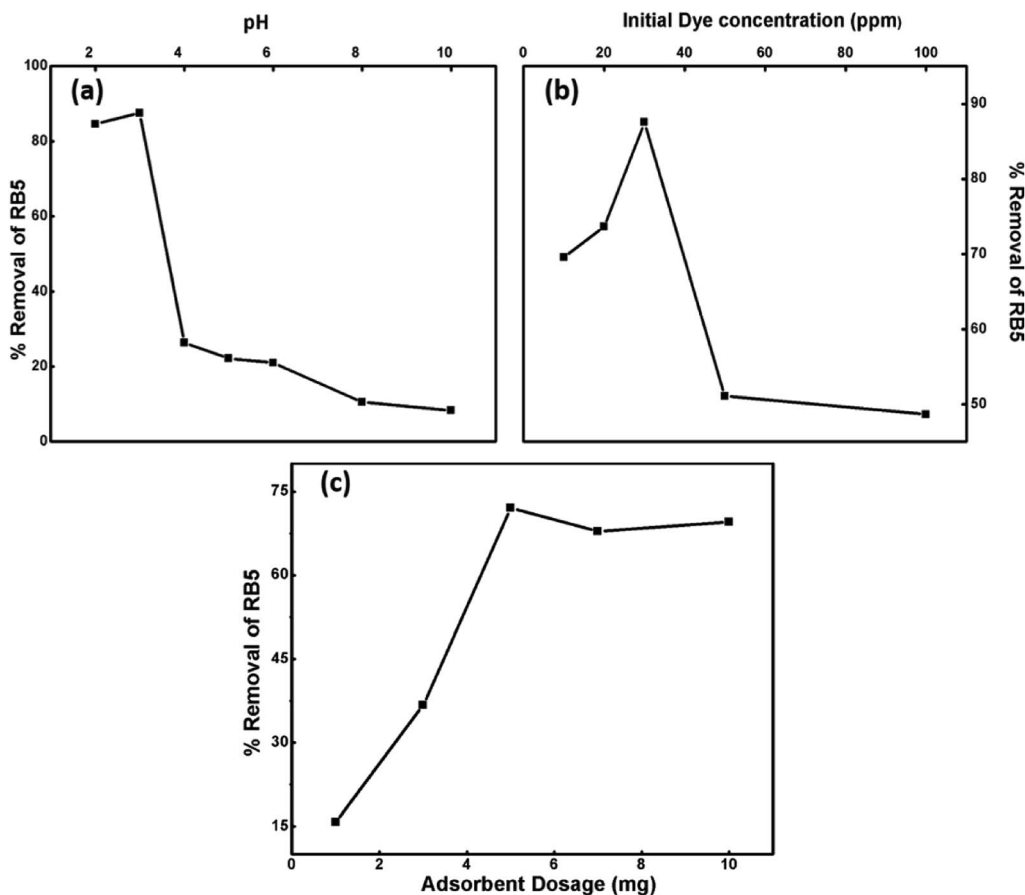 pH
2 4 6 8 10
100
80
60
40
20
0
% Removal of RB5
(a)
Initial Dye concentration (ppm)
0 20 40 60 80 100
(b)
90
80
70
60
50
% Removal of RB5
(c)
75
60
45
30
15
% Removal of RB5
0 2 4 6 8 10
Adsorbent Dosage (mg)